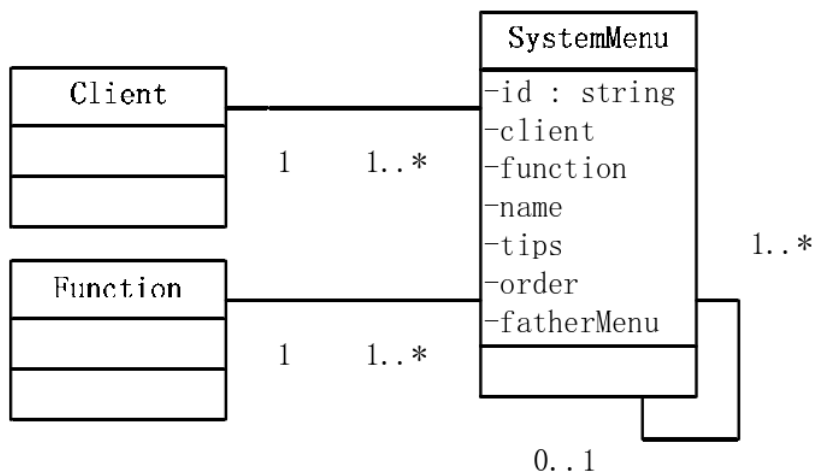 SystemMenu
Client
-id : string
-client
-function
-name
-tips
-order
-fatherMenu
1 1..*
1..*
Function
1 1..*
0..1